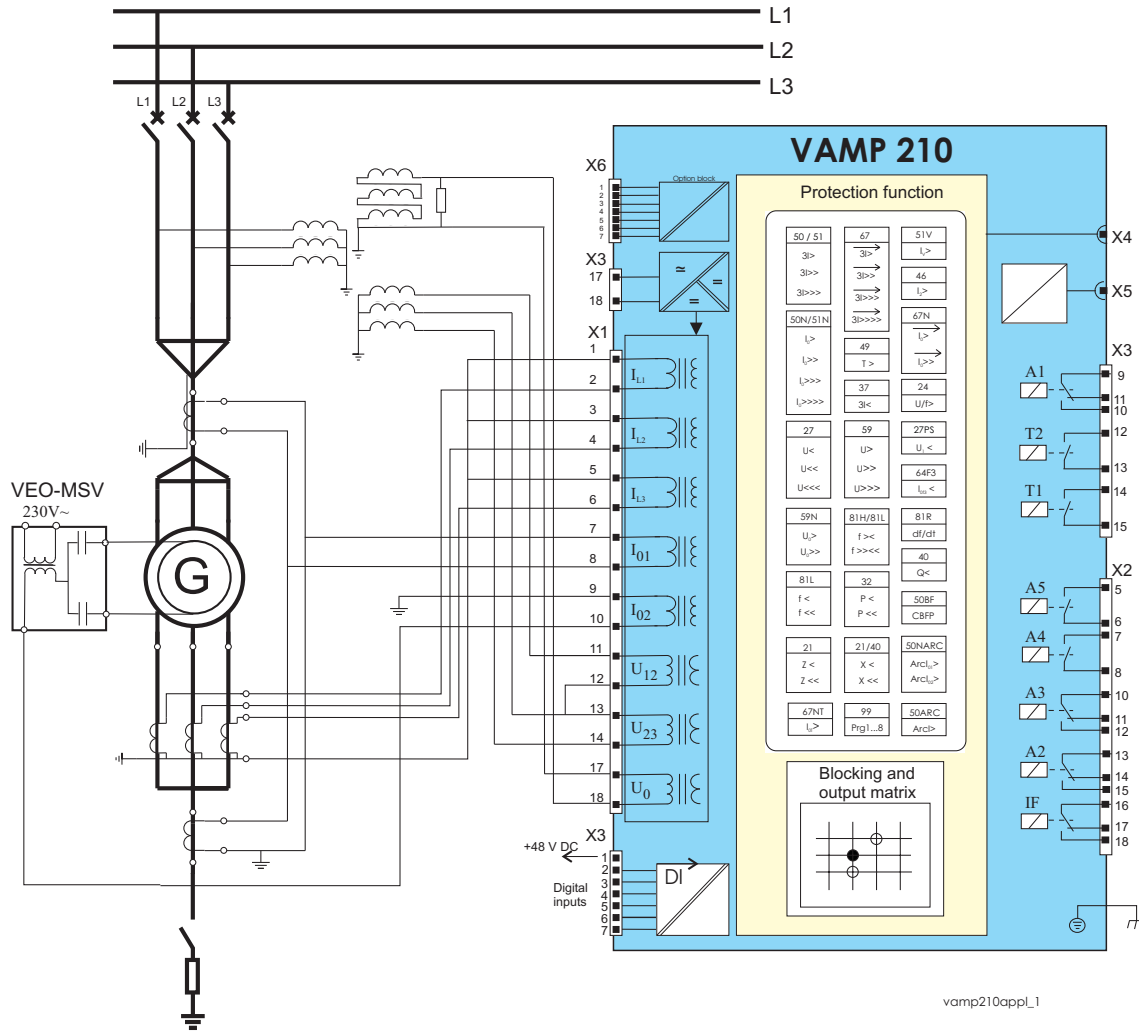 L1
L2
L3
L1 L2 L3
VEO-MSV
230V~
G
VAMP 210
X6
1
2
3
4
5
6
7
Option block
X3
17
18
X1
1
2
3
4
5
6
7
8
9
10
11
12
13
14
17
18
IL1
IL2
IL3
I01
I02
U12
U23
U0
X3
+48 V DC
Digital
inputs
1
2
3
4
5
6
7
DI
Protection function
50 / 51
3I>
3I>>
3I>>>
67
3I>
3I>>
3I>>>
3I>>>>
51V
Iv>
46
I2>
50N/51N
I0>
I0>>
I0>>>
I0>>>>
67N
I0>
I0>>
49
T >
37
3I<
24
U/f>
27
U<
U<<
U<<<
59
U>
U>>
U>>>
27PS
U1 <
64F3
I0f3 <
59N
U0>
U0>>
81H/81L
f ><
f >><<
81R
df/dt
40
Q<
81L
f <
f <<
32
P <
P <<
50BF
CBFP
21
Z <
Z <<
21/40
X <
X <<
50NARC
ArcI01>
ArcI02>
67NT
I0T>
99
Prg1...8
50ARC
ArcI>
Blocking and
output matrix
X4
X5
X3
A1
9
11
10
T2
12
13
T1
14
15
X2
A5
5
6
A4
7
8
A3
10
11
12
A2
13
14
15
IF
16
17
18
vamp210appl_1